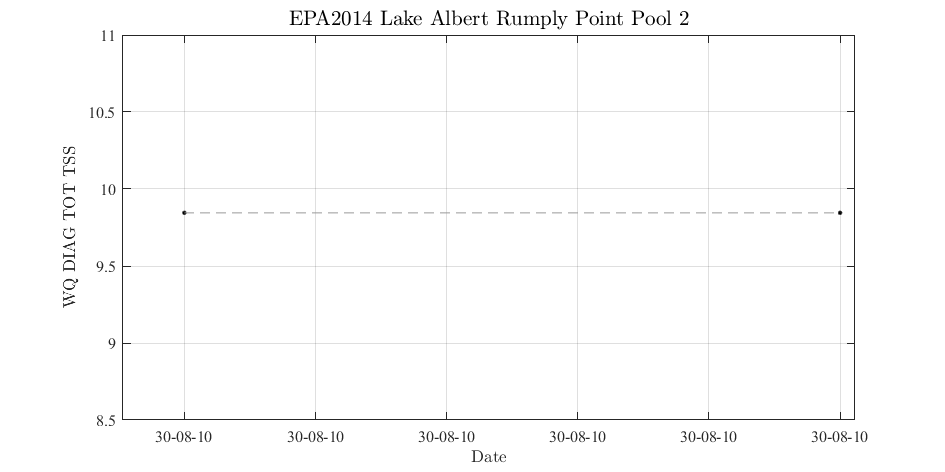 EPA2014 Lake Albert Rumply Point Pool 2
11
10.5
10
9.5
9
8.5
WQ DIAG TOT TSS
30-08-10 30-08-10 30-08-10 30-08-10 30-08-10 30-08-10
Date